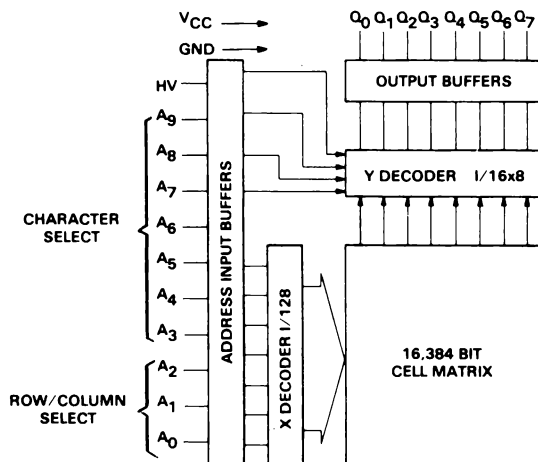 VCC
GND
Q0 Q1 Q2 Q3 Q4 Q5 Q6 Q7
OUTPUT BUFFERS
HV
A9
A8
A7
A6
A5
A4
A3
A2
A1
A0
CHARACTER
SELECT
ROW/COLUMN
SELECT
ADDRESS INPUT BUFFERS
X DECODER I/128
Y DECODER I/16x8
16,384 BIT
CELL MATRIX